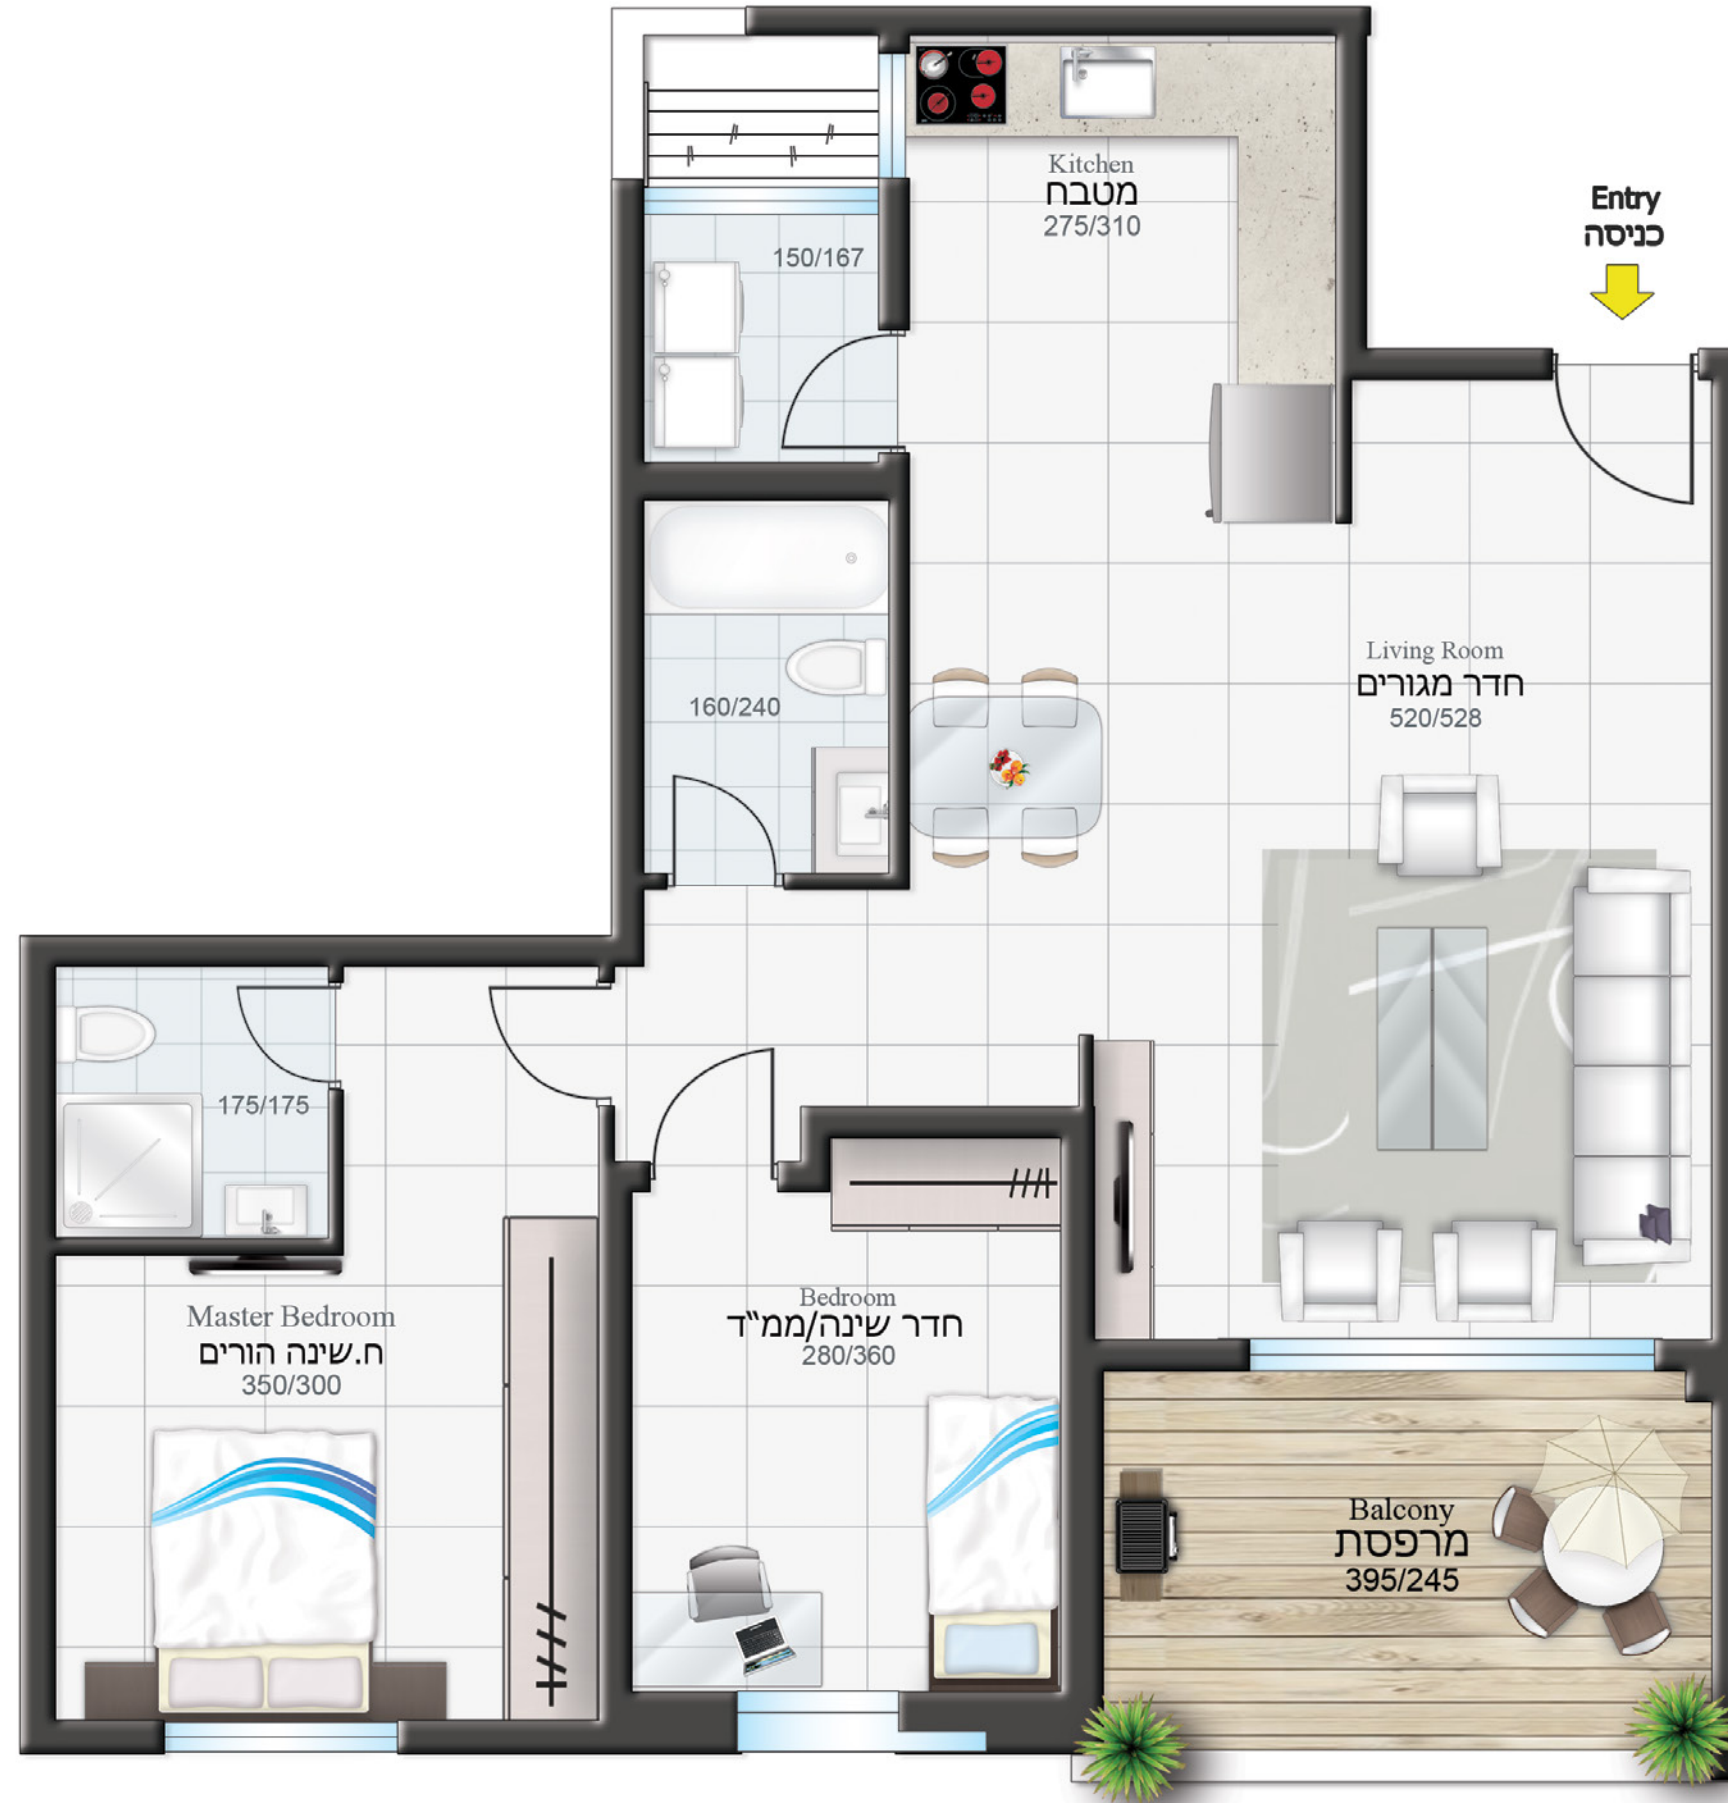 Kitchen
מטבח
275/310
Entry
כניסה
150/167
Living Room
חדר מגורים
520/528
160/240
175/175
Master Bedroom
ח.שינה הורים
350/300
Bedroom
חדר שינה/ממ"ד
280/360
Balcony
מרפסת
395/245